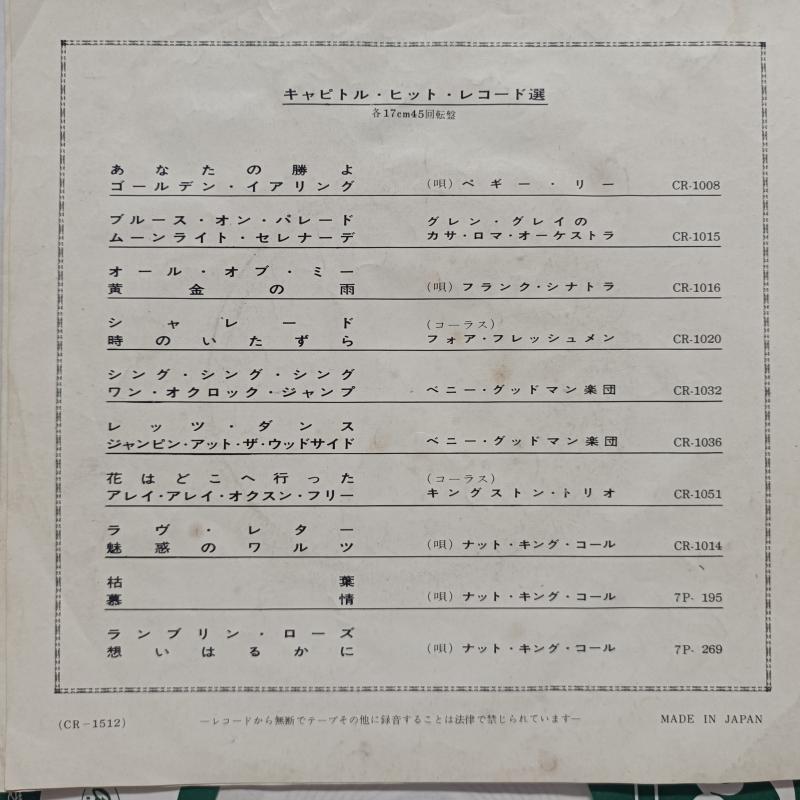 キャピトル・ヒット・レコード選
各17cm45回転盤
あなたの勝よ
ゴールデン・イアリング (唄) ペギー・リー CR-1008
ブルース・オン・パレード グレン・グレイの
ムーンライト・セレナーデ カサ・ロマ・オーケストラ CR-1015
オール・オブ・ミー
黄金の雨 (唄) フランク・シナトラ CR-1016
シャレード (コーラス)
時のいたずら フォア・フレッシュメン CR-1020
シング・シング・シング
ワン・オクロック・ジャンプ ベニー・グッドマン楽団 CR-1032
レッツ・ダンス
ジャンピン・アット・ザ・ウッドサイド ベニー・グッドマン楽団 CR-1036
花はどこへ行った (コーラス)
アレイ・アレイ・オクスン・フリー キングストン・トリオ CR-1051
ラヴ・レター
魅惑のワルツ (唄) ナット・キング・コール CR-1014
枯葉
慕情 (唄) ナット・キング・コール 7P- 195
ランブリン・ローズ
想いはるかに (唄) ナット・キング・コール 7P- 269
(CR-1512) ―レコードから無断でテープその他に録音することは法律で禁じられています― MADE IN JAPAN